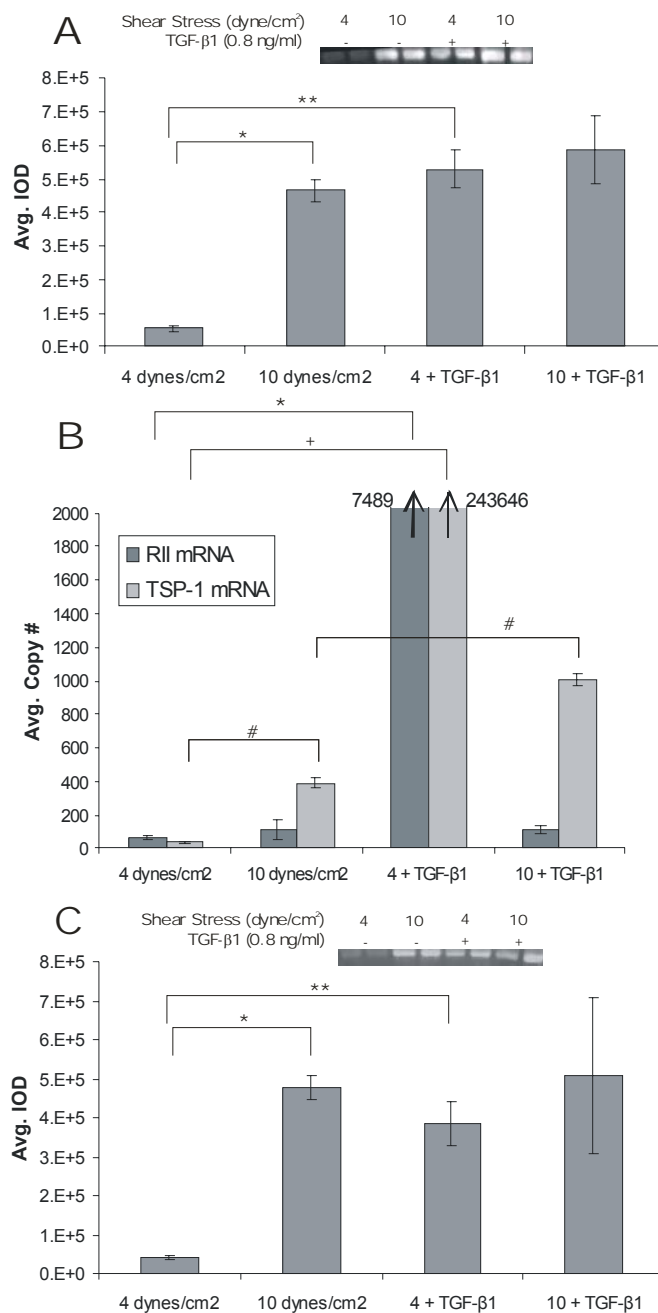 A
Shear Stress (dyne/cm²) 4 10 4 10
TGF-β1 (0.8 ng/ml) - - + +
8.E+5
7.E+5
6.E+5
5.E+5
4.E+5
3.E+5
2.E+5
1.E+5
0.E+0
Avg. IOD
**
*
4 dynes/cm2 10 dynes/cm2 4 + TGF-β1 10 + TGF-β1
B
*
+
7489 243646
2000
1800
1600
1400
1200
1000
800
600
400
200
0
Avg. Copy #
RII mRNA
TSP-1 mRNA
#
#
4 dynes/cm2 10 dynes/cm2 4 + TGF-β1 10 + TGF-β1
C
Shear Stress (dyne/cm²) 4 10 4 10
TGF-β1 (0.8 ng/ml) - - + +
8.E+5
7.E+5
6.E+5
5.E+5
4.E+5
3.E+5
2.E+5
1.E+5
0.E+0
Avg. IOD
**
*
4 dynes/cm2 10 dynes/cm2 4 + TGF-β1 10 + TGF-β1